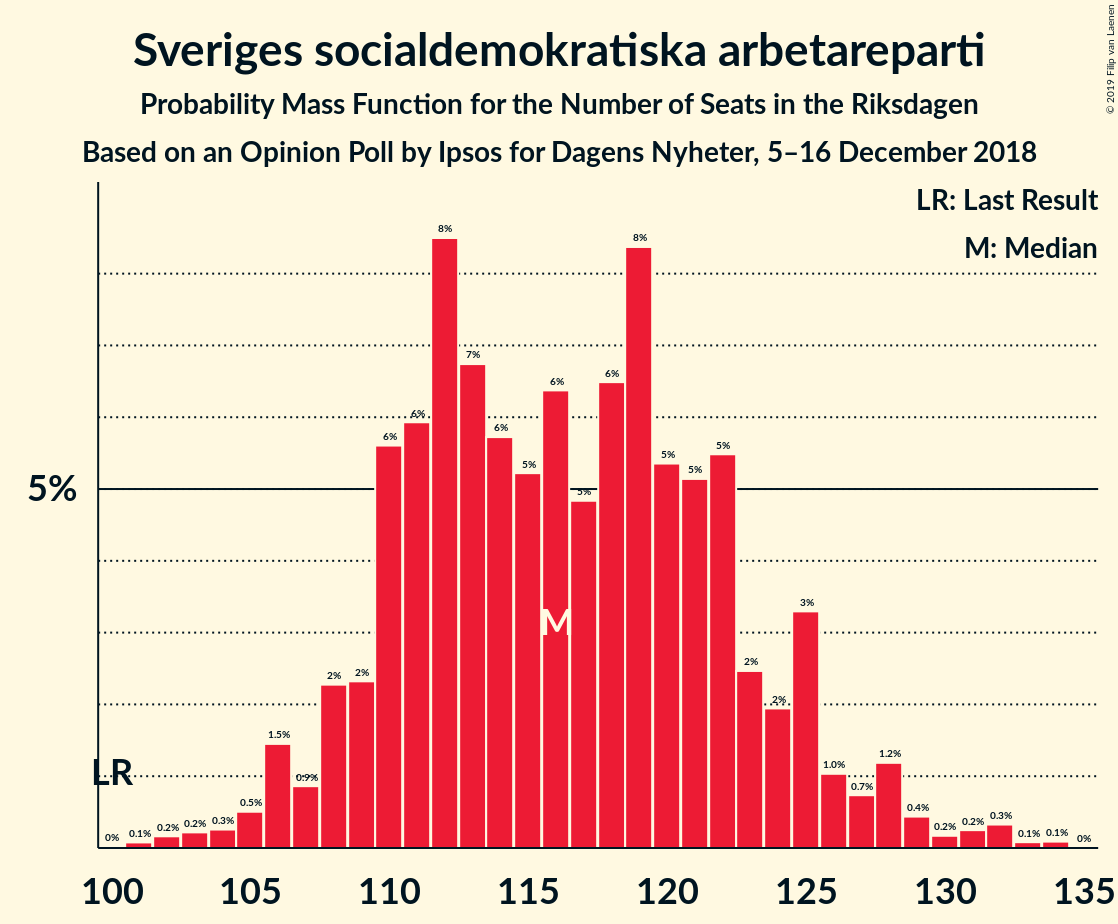 Sveriges socialdemokratiska arbetareparti
Probability Mass Function for the Number of Seats in the Riksdagen
Based on an Opinion Poll by Ipsos for Dagens Nyheter, 5–16 December 2018
© 2019 Filip van Laenen
LR: Last Result
M: Median
5%
LR
M
0% 0.1% 0.2% 0.2% 0.3% 0.5% 1.5% 0.9% 2% 2% 6% 6% 8% 7% 6% 5% 6% 5% 6% 8% 5% 5% 5% 2% 2% 3% 1.0% 0.7% 1.2% 0.4% 0.2% 0.2% 0.3% 0.1% 0.1% 0%
100 105 110 115 120 125 130 135